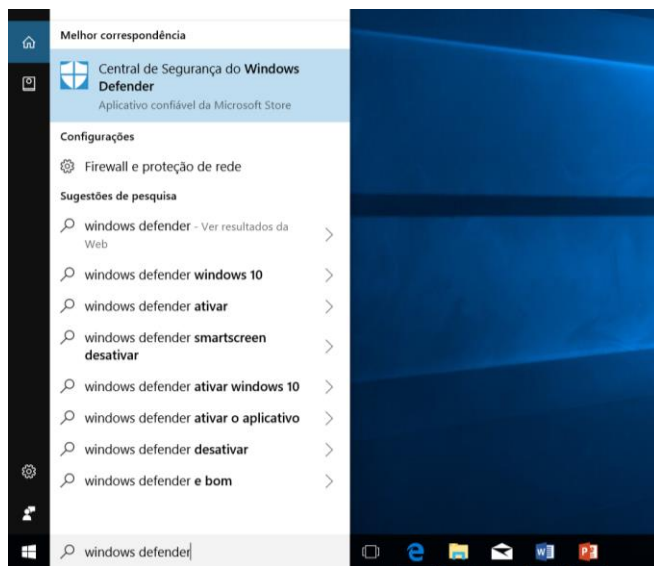 Melhor correspondência
Central de Segurança do Windows
Defender
Aplicativo confiável da Microsoft Store
Configurações
Firewall e proteção de rede
Sugestões de pesquisa
windows defender - Ver resultados da
Web
windows defender windows 10
windows defender ativar
windows defender smartscreen
desativar
windows defender ativar windows 10
windows defender ativar o aplicativo
windows defender desativar
windows defender e bom
windows defender